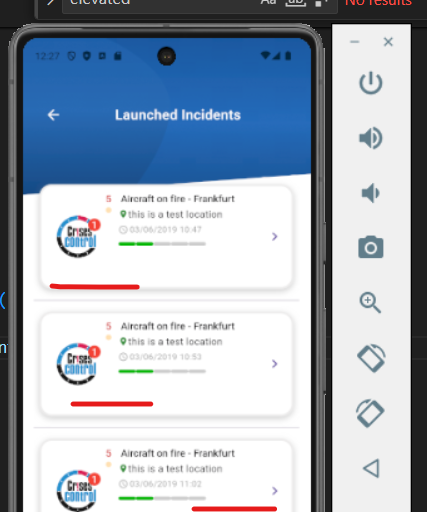 elevated
Aa
ab
No results
12:27
Launched Incidents
5 Aircraft on fire - Frankfurt
this is a test location
03/06/2019 10:47
Crises control
1
5 Aircraft on fire - Frankfurt
this is a test location
03/06/2019 10:53
Crises control
1
5 Aircraft on fire - Frankfurt
this is a test location
03/06/2019 11:02
Crises control
1
(